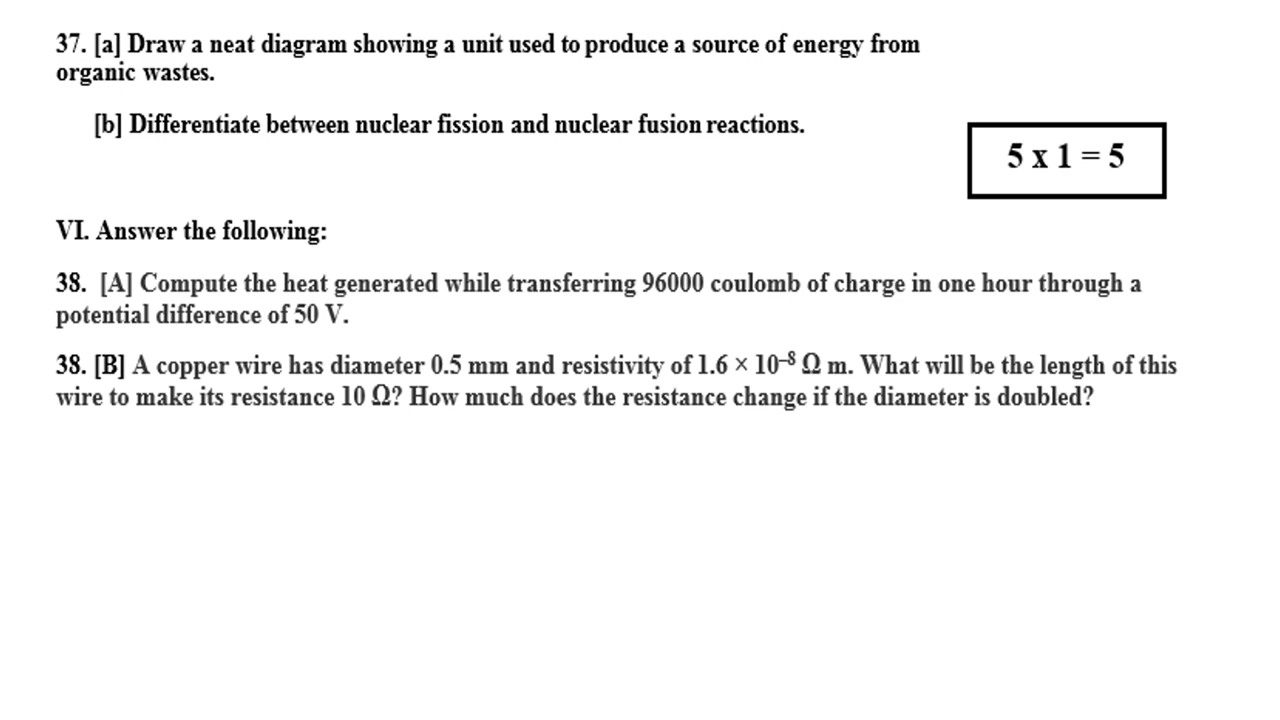 37. [a] Draw a neat diagram showing a unit used to produce a source of energy from
organic wastes.
[b] Differentiate between nuclear fission and nuclear fusion reactions.
5 x 1 = 5
VI. Answer the following:
38. [A] Compute the heat generated while transferring 96000 coulomb of charge in one hour through a
potential difference of 50 V.
38. [B] A copper wire has diameter 0.5 mm and resistivity of 1.6 × 10⁻⁸ Ω m. What will be the length of this
wire to make its resistance 10 Ω? How much does the resistance change if the diameter is doubled?